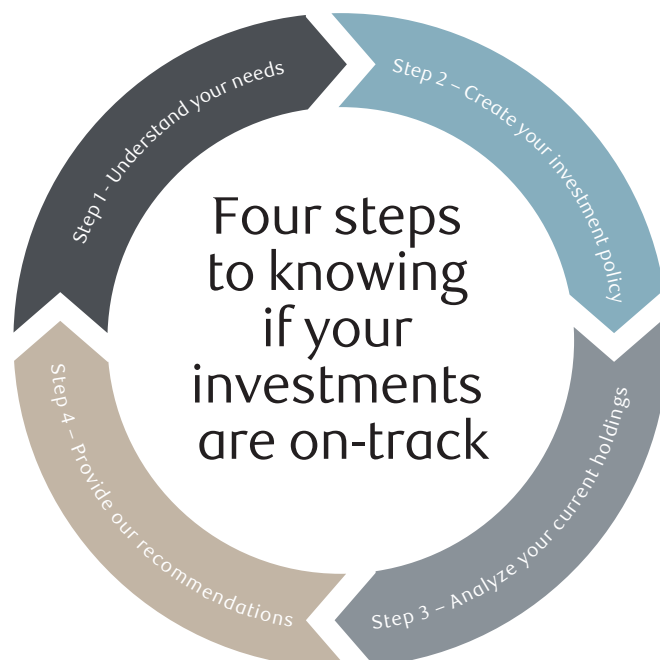 Four steps
to knowing
if your
investments
are on-track
Step 1- Understand your needs
Step 2 – Create your investment policy
Step 3 – Analyze your current holdings
Step 4 – Provide our recommendations